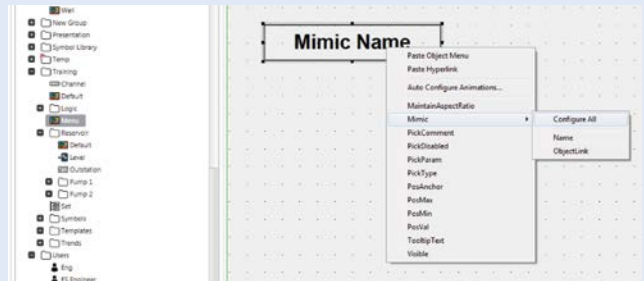 Well
New Group
Presentation
Symbol Library
Temp
Training
Channel
Default
Logic
Menu
Reservoir
Default
Level
Outstation
Pump 1
Pump 2
Set
Symbols
Templates
Trends
Users
Eng
ES Engineer
Mimic Name
Paste Object Menu
Paste Hyperlink
Auto Configure Animations...
MaintainAspectRatio
Mimic
PickComment
PickDisabled
PickParam
PickType
PosAnchor
PosMax
PosMin
PosVal
TooltipText
Visible
Configure All
Name
ObjectLink